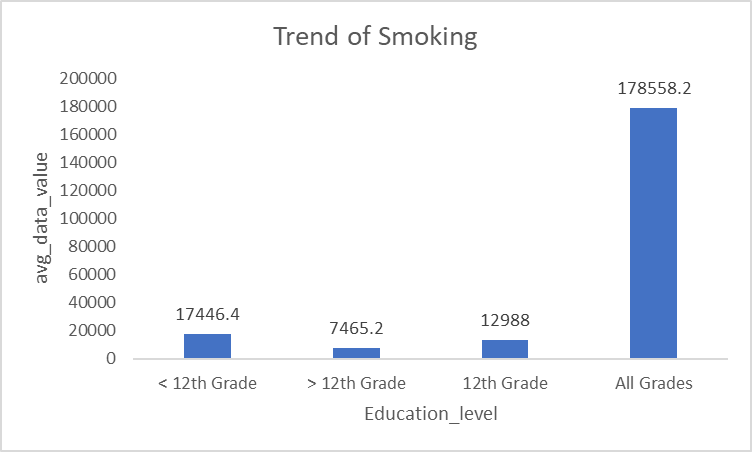 Trend of Smoking
avg_data_value
200000
180000
160000
140000
120000
100000
80000
60000
40000
20000
0
17446.4
7465.2
12988
178558.2
< 12th Grade
> 12th Grade
12th Grade
All Grades
Education_level